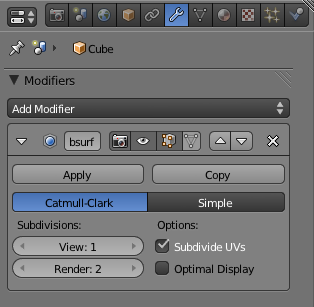 Cube
Modifiers
Add Modifier
bsurf
Apply Copy
Catmull-Clark Simple
Subdivisions: Options:
View: 1 Subdivide UVs
Render: 2 Optimal Display